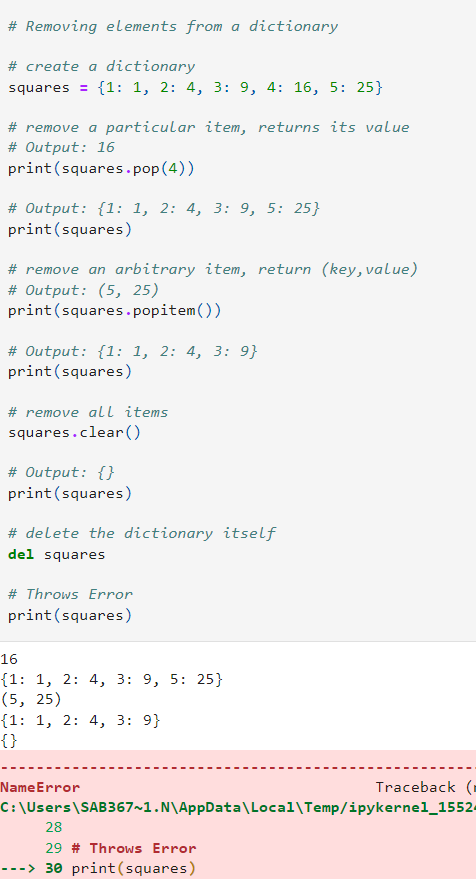 # Removing elements from a dictionary
# create a dictionary
squares = {1: 1, 2: 4, 3: 9, 4: 16, 5: 25}
# remove a particular item, returns its value
# Output: 16
print(squares.pop(4))
# Output: {1: 1, 2: 4, 3: 9, 5: 25}
print(squares)
# remove an arbitrary item, return (key,value)
# Output: (5, 25)
print(squares.popitem())
# Output: {1: 1, 2: 4, 3: 9}
print(squares)
# remove all items
squares.clear()
# Output: {}
print(squares)
# delete the dictionary itself
del squares
# Throws Error
print(squares)
16
{1: 1, 2: 4, 3: 9, 5: 25}
(5, 25)
{1: 1, 2: 4, 3: 9}
{}
-----------------------------------------------------
NameError Traceback (
C:\Users\SAB367~1.N\AppData\Local\Temp/ipykernel_1552
28
29 # Throws Error
---> 30 print(squares)